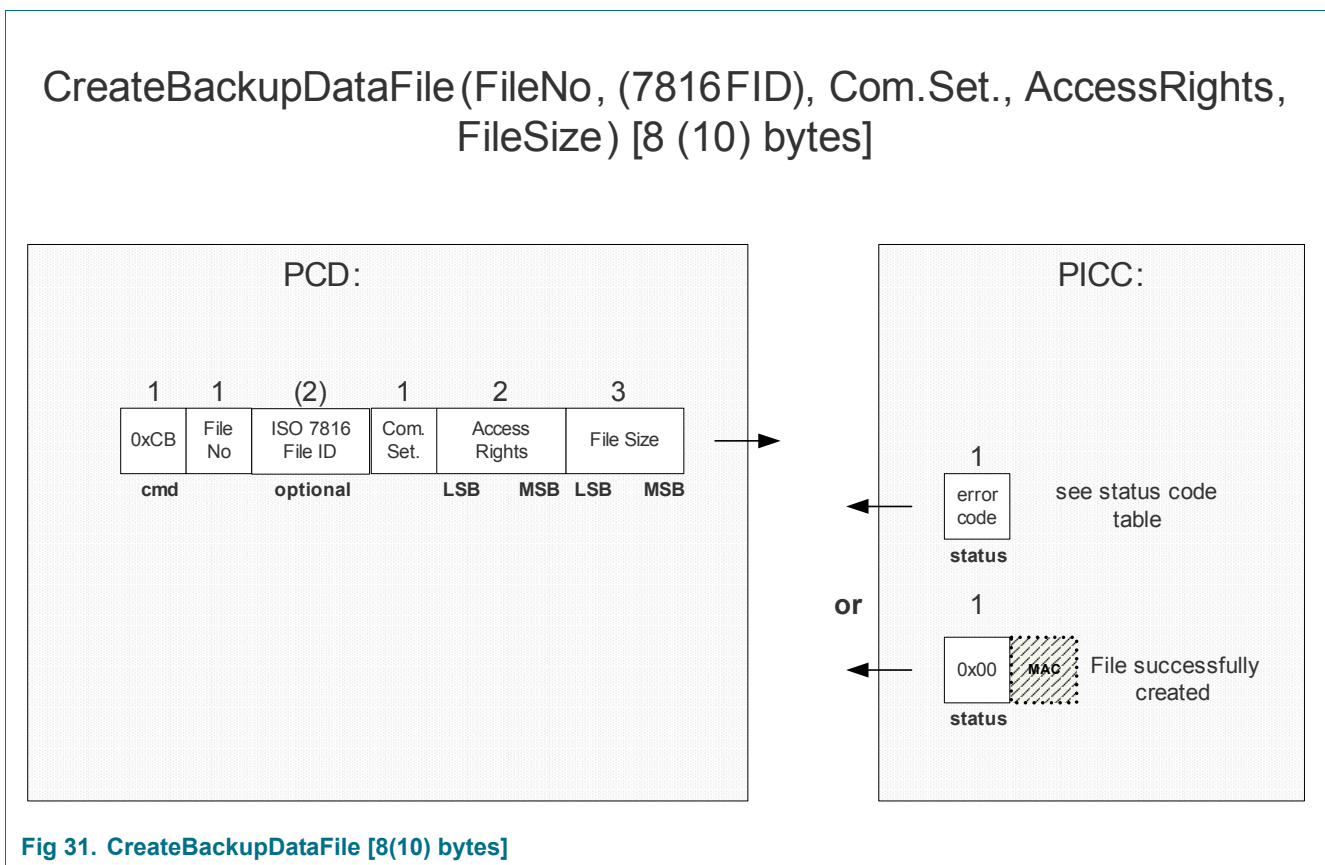 CreateBackupDataFile(FileNo, (7816FID), Com.Set., AccessRights,
FileSize) [8 (10) bytes]
PCD:
1 1 (2) 1 2 3
0xCB File No ISO 7816 File ID Com. Set. Access Rights File Size
cmd optional LSB MSB LSB MSB
PICC:
1
error code
see status code
table
status
or
1
0x00 MAC
File successfully
created
status
Fig 31. CreateBackupDataFile [8(10) bytes]